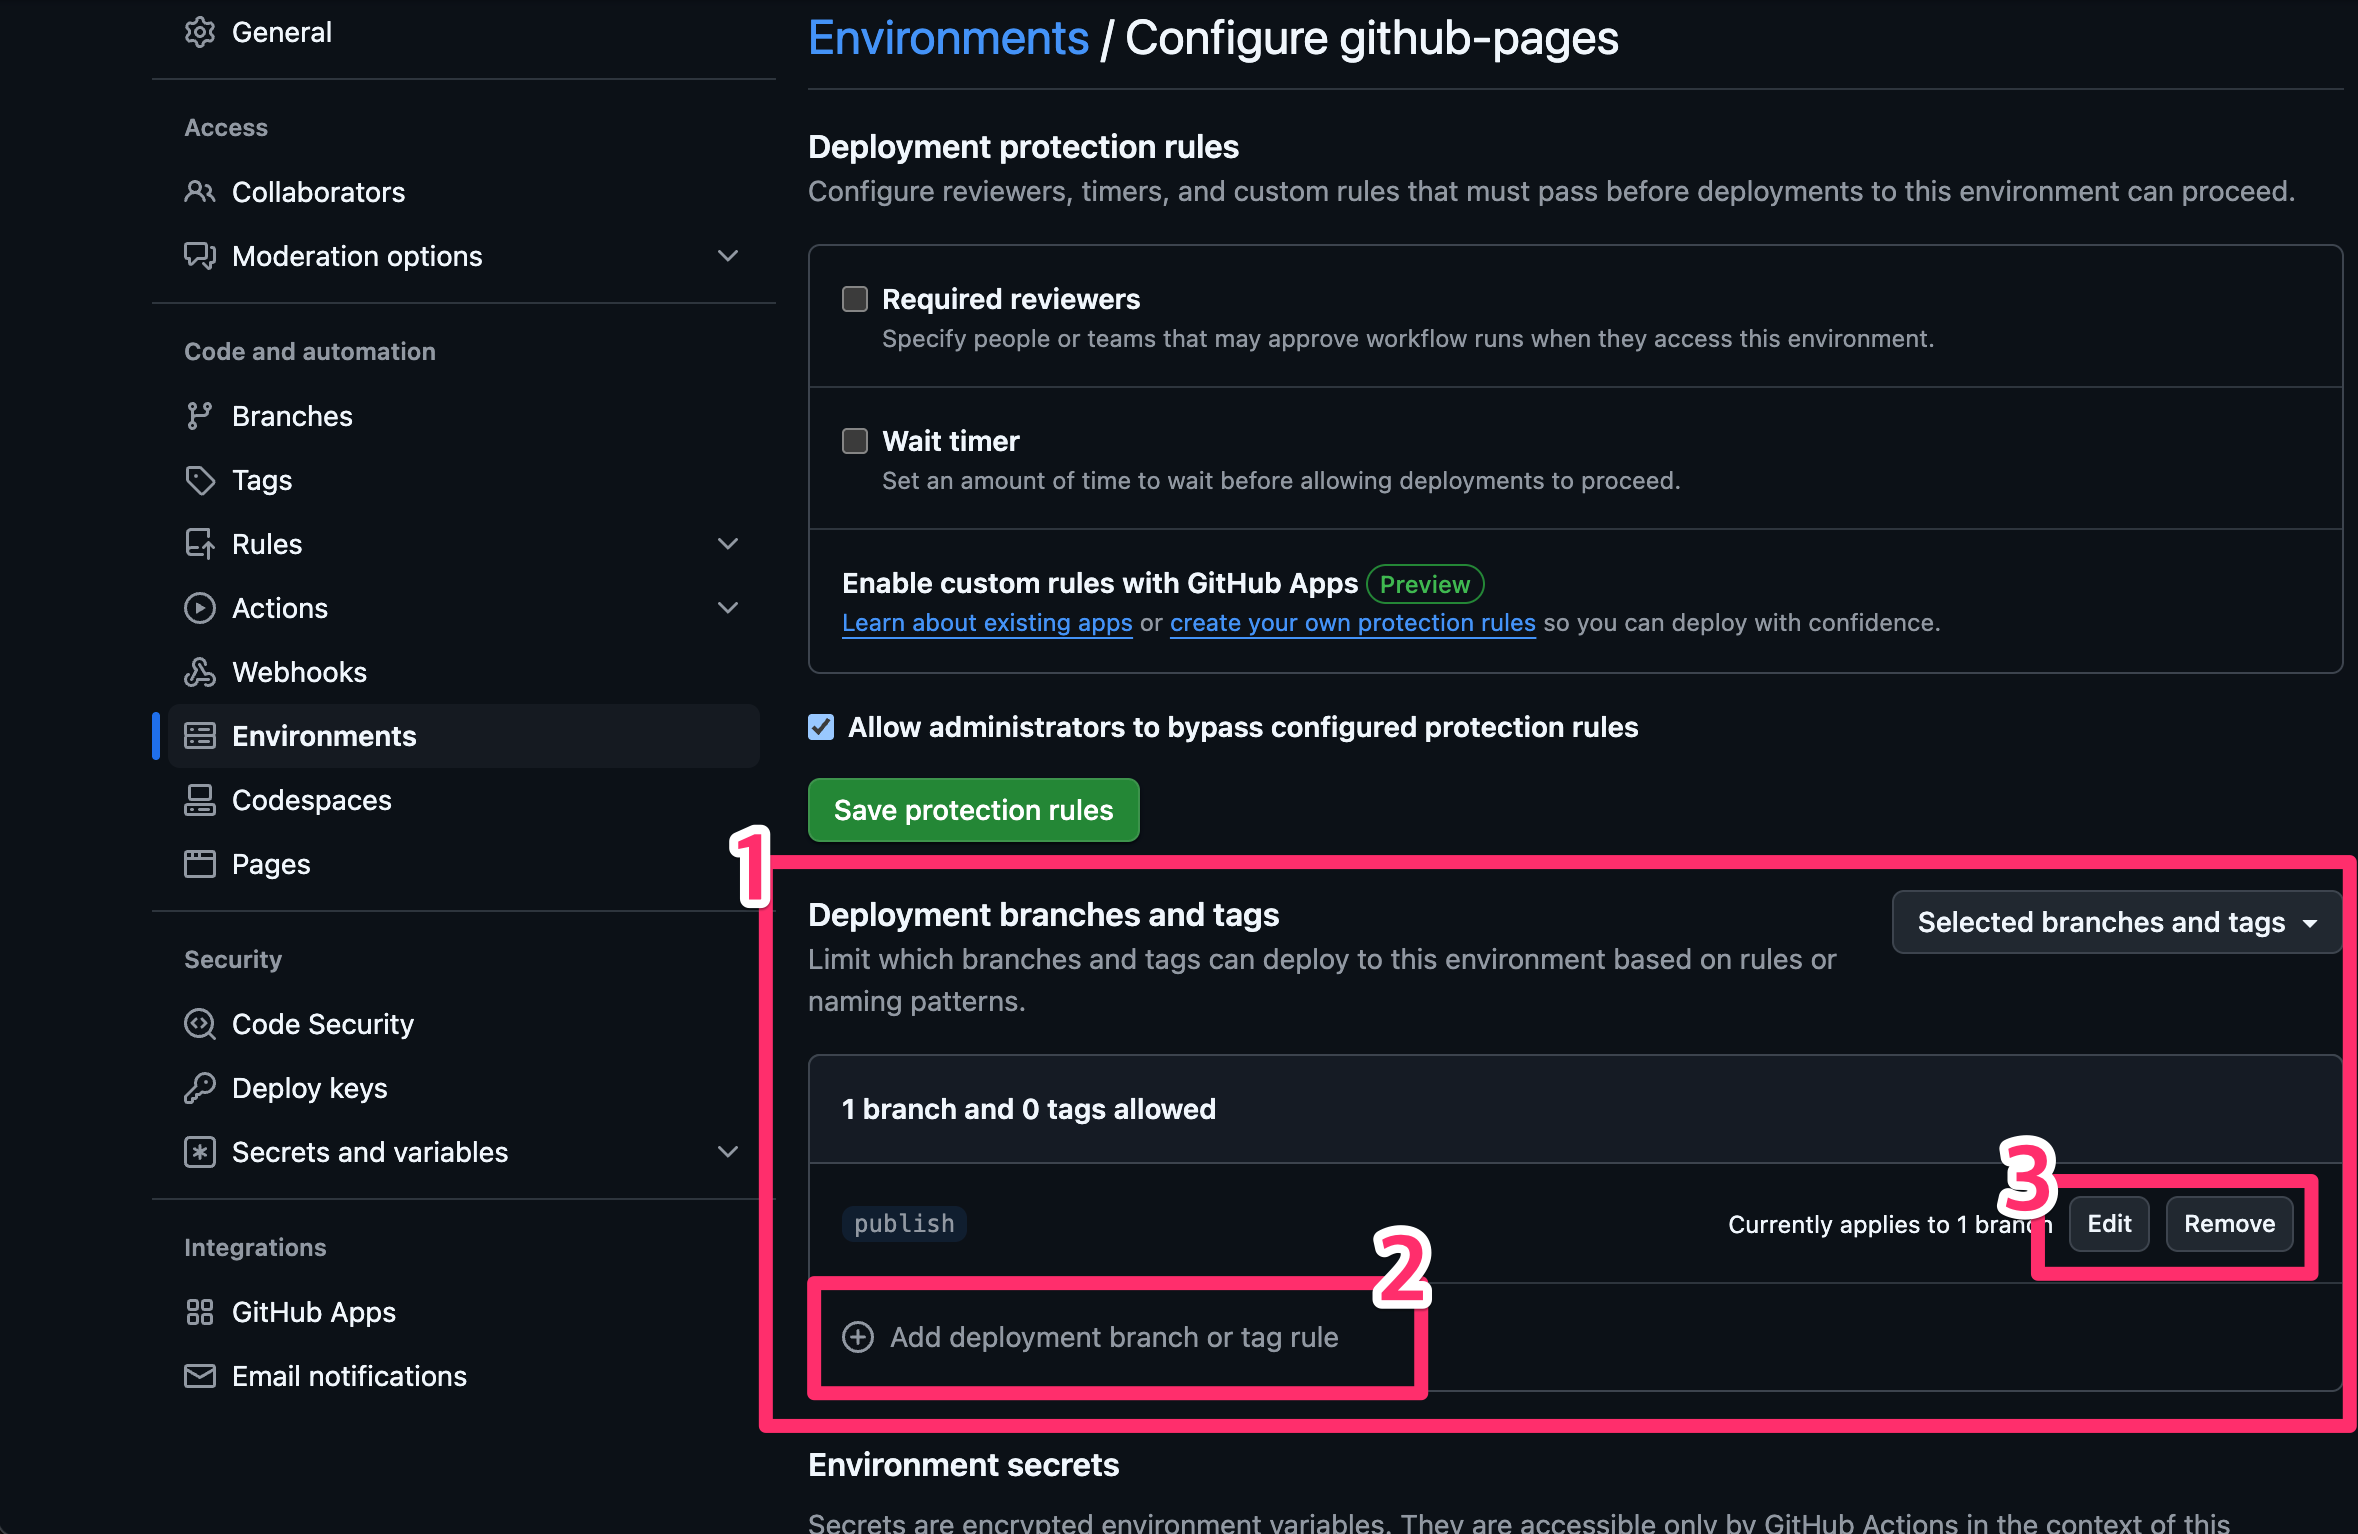 General
Access
Collaborators
Moderation options
Code and automation
Branches
Tags
Rules
Actions
Webhooks
Environments
Codespaces
Pages
Security
Code Security
Deploy keys
Secrets and variables
Integrations
GitHub Apps
Email notifications
Environments / Configure github-pages
Deployment protection rules
Configure reviewers, timers, and custom rules that must pass before deployments to this environment can proceed.
Required reviewers
Specify people or teams that may approve workflow runs when they access this environment.
Wait timer
Set an amount of time to wait before allowing deployments to proceed.
Enable custom rules with GitHub Apps Preview
Learn about existing apps or create your own protection rules so you can deploy with confidence.
Allow administrators to bypass configured protection rules
Save protection rules
1
Deployment branches and tags
Selected branches and tags
Limit which branches and tags can deploy to this environment based on rules or
naming patterns.
1 branch and 0 tags allowed
3
publish
Currently applies to 1 branch
Edit
Remove
2
Add deployment branch or tag rule
Environment secrets
Secrets are encrypted environment variables. They are accessible only by GitHub Actions in the context of this